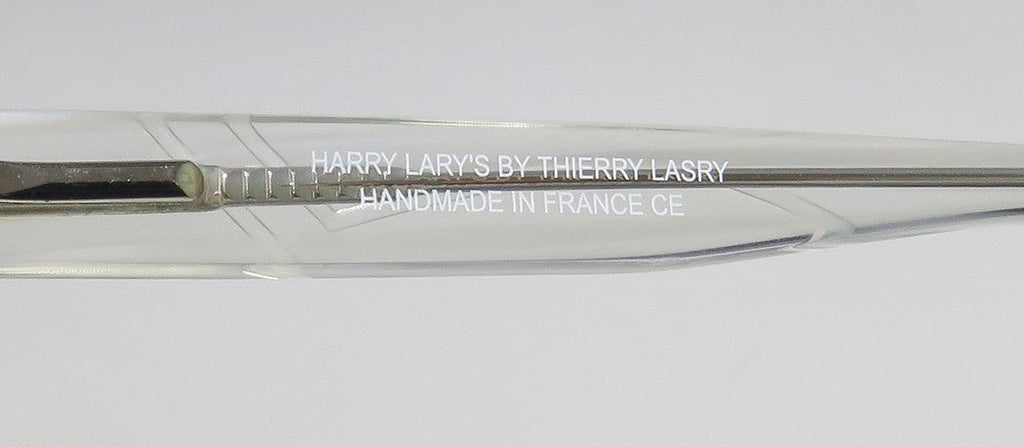 HARRY LARY'S BY THIERRY LASRY
HANDMADE IN FRANCE CE